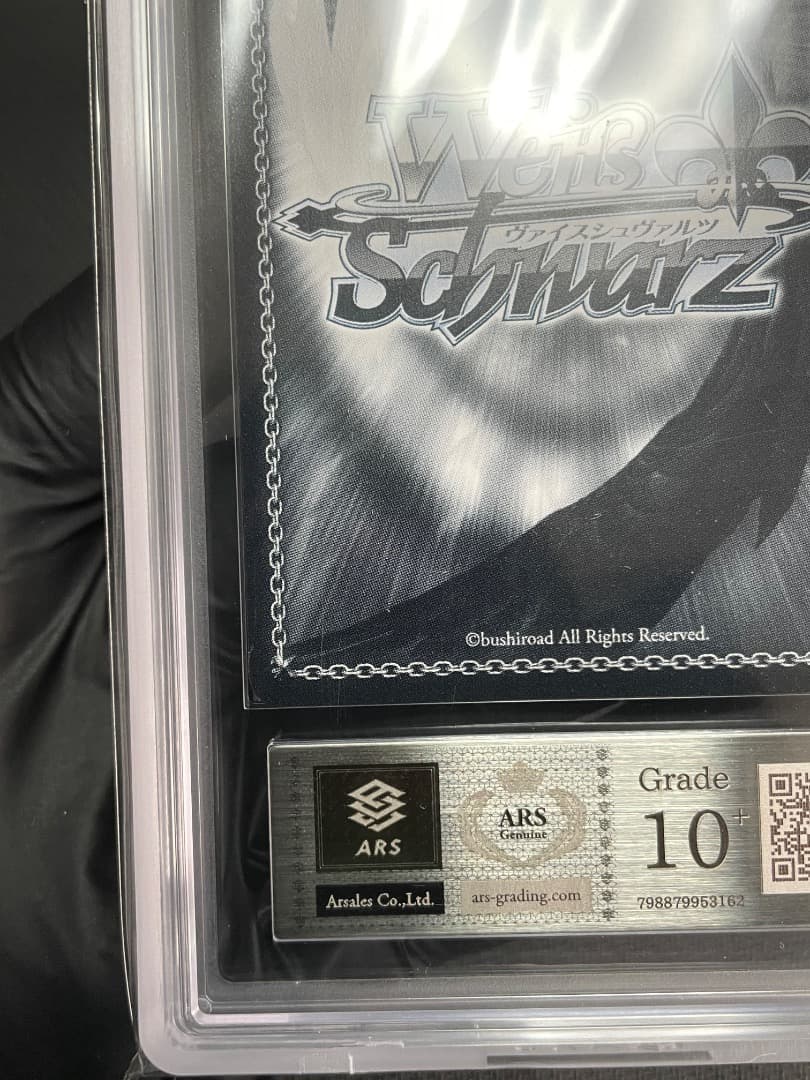 Weiß
ヴァイスシュヴァルツ
Schwarz
©bushiroad All Rights Reserved.
ARS
Arsales Co.,Ltd.
ARS
Genuine
ars-grading.com
Grade
10+
798879953162